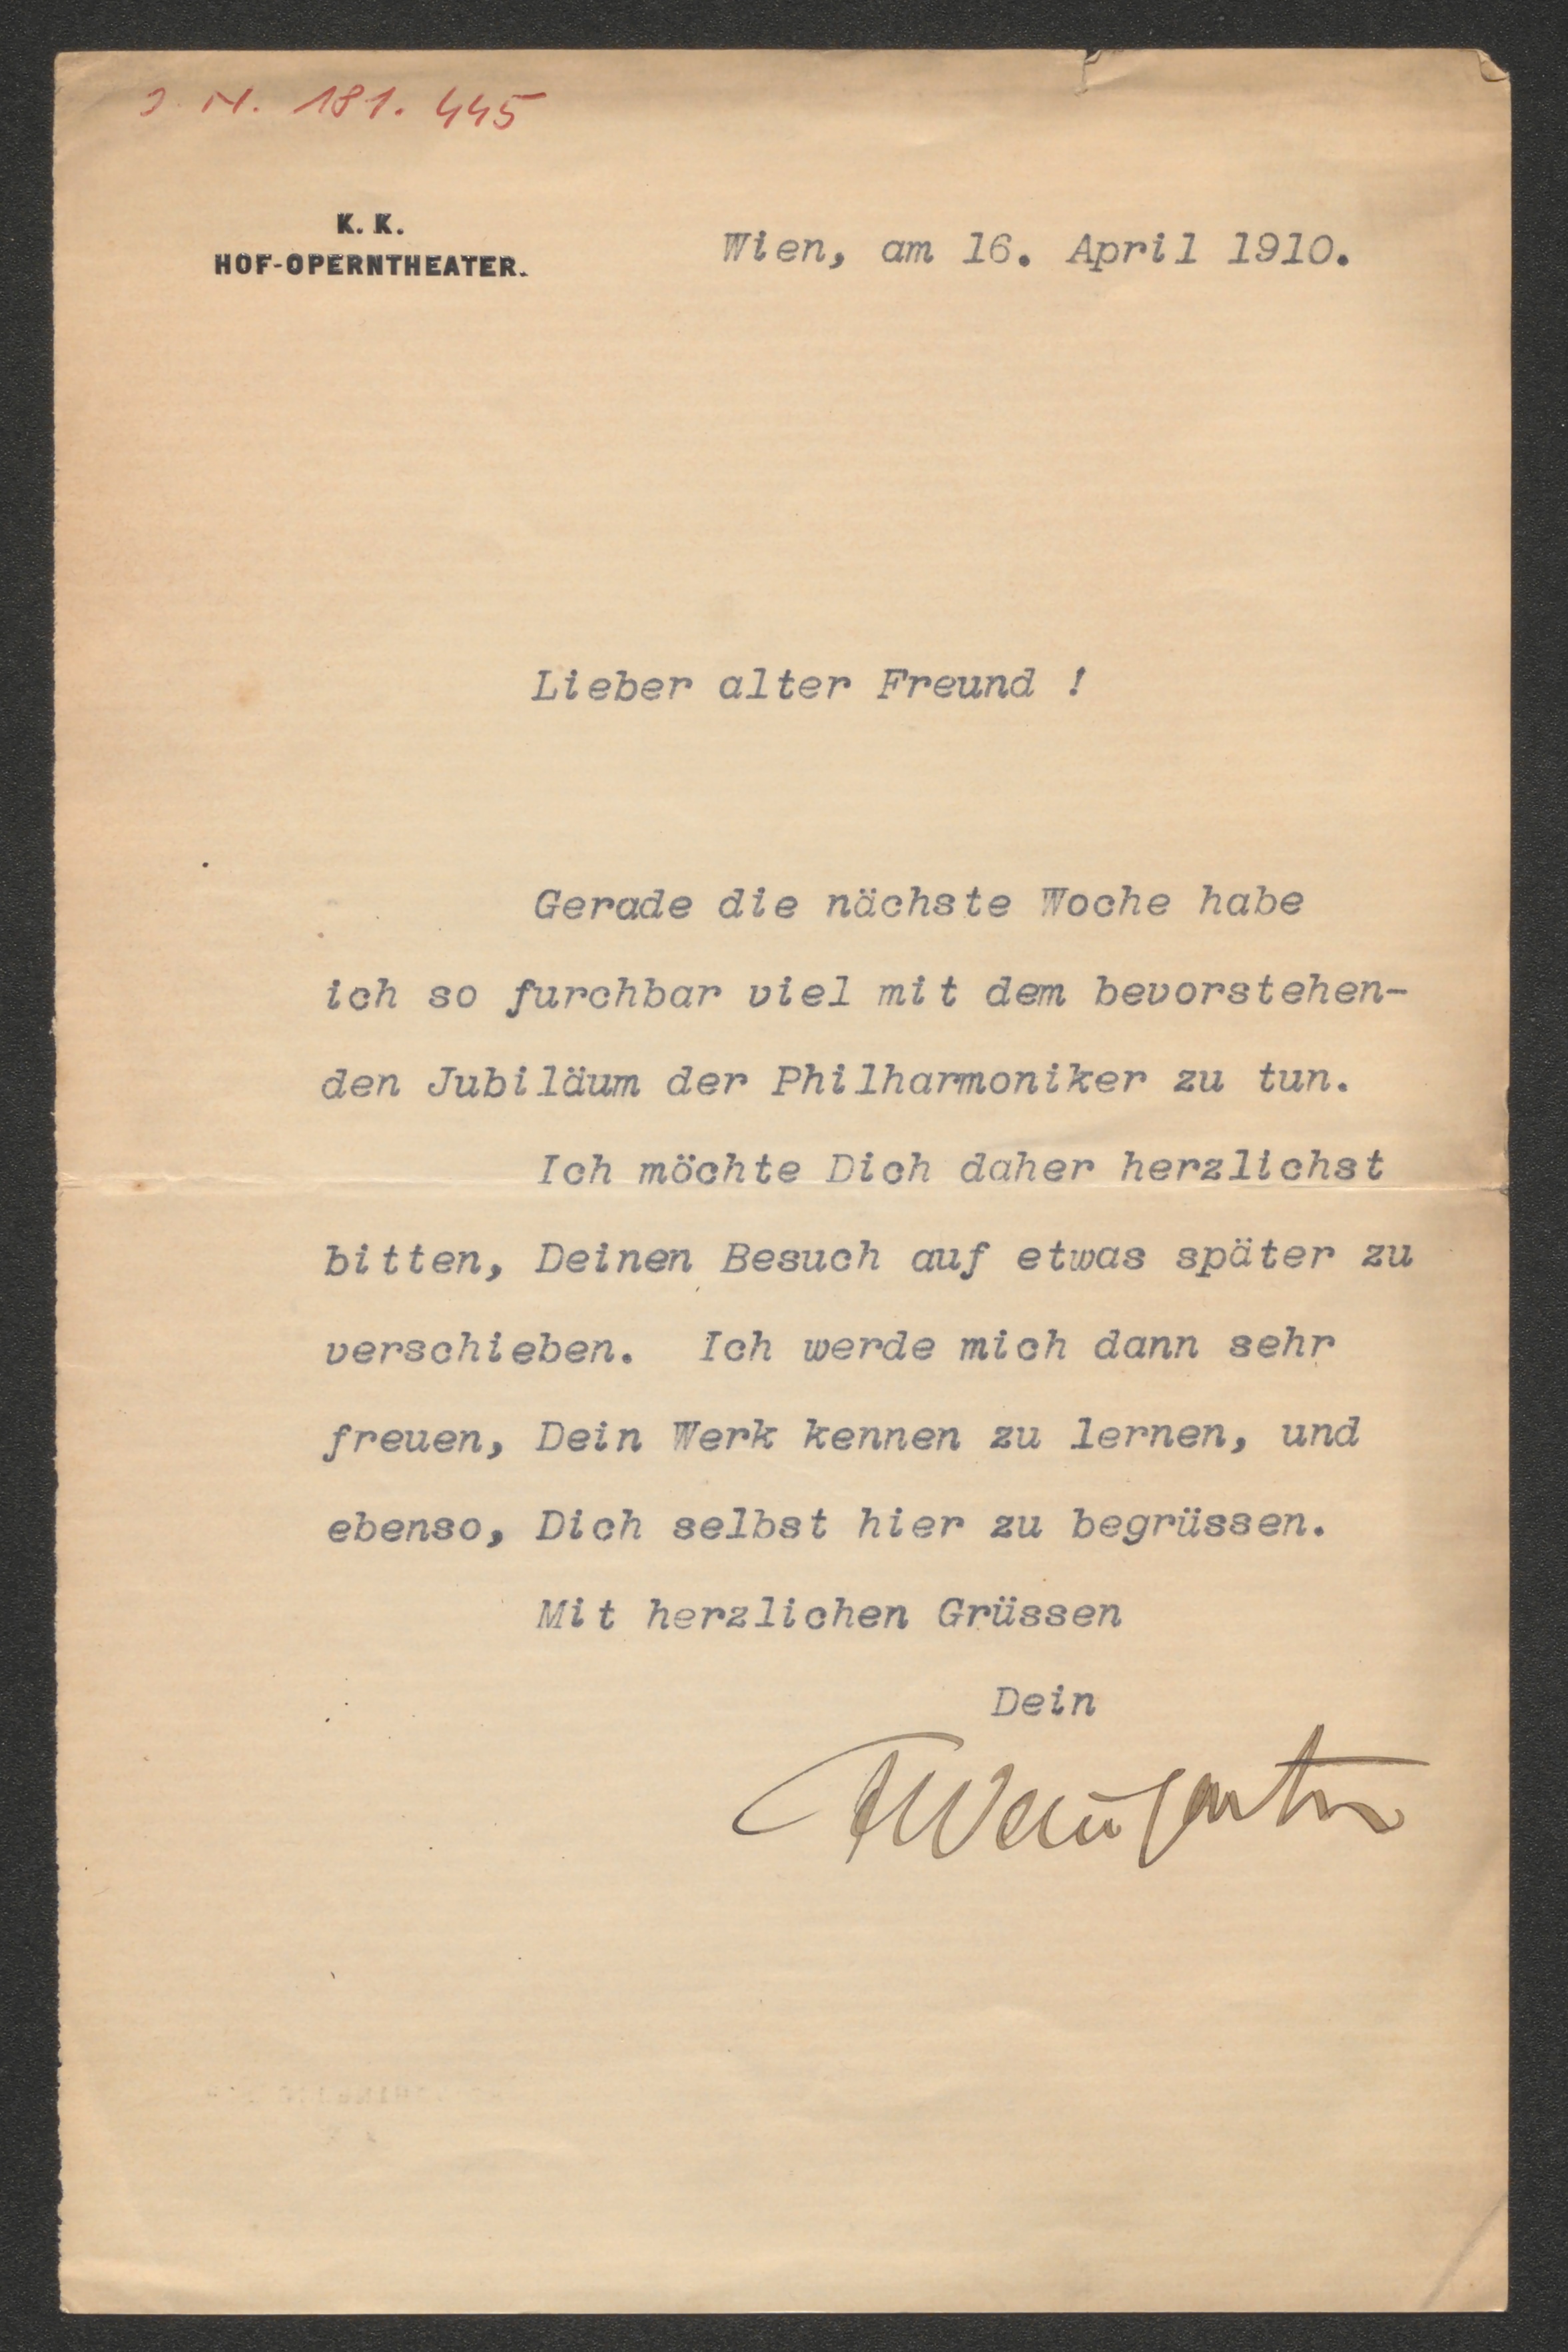 J. N. 181.445
K. K.
HOF-OPERNTHEATER.
Wien, am 16. April 1910.
Lieber alter Freund !
Gerade die nächste Woche habe
ich so furchbar viel mit dem bevorstehen-
den Jubiläum der Philharmoniker zu tun.
Ich möchte Dich daher herzlichst
bitten, Deinen Besuch auf etwas später zu
verschieben. Ich werde mich dann sehr
freuen, Dein Werk kennen zu lernen, und
ebenso, Dich selbst hier zu begrüssen.
Mit herzlichen Grüssen
Dein
FWeingartner